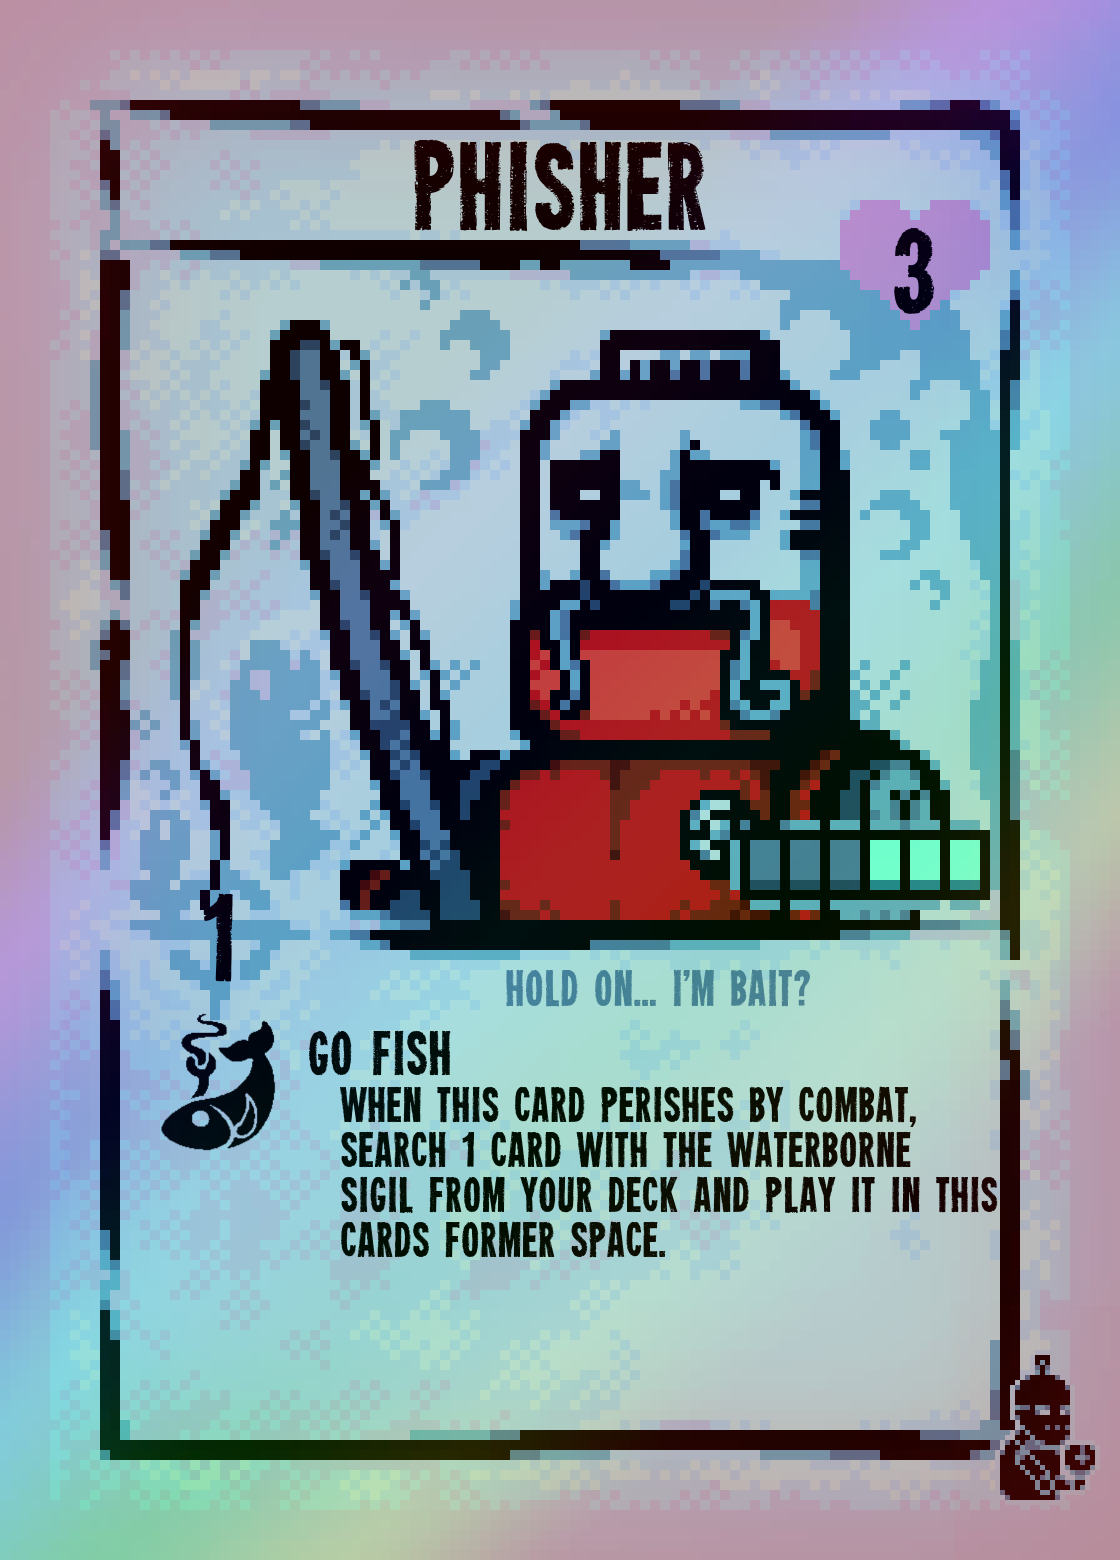 PHISHER
3
1
HOLD ON... I'M BAIT?
GO FISH
WHEN THIS CARD PERISHES BY COMBAT,
SEARCH 1 CARD WITH THE WATERBORNE
SIGIL FROM YOUR DECK AND PLAY IT IN THIS
CARDS FORMER SPACE.